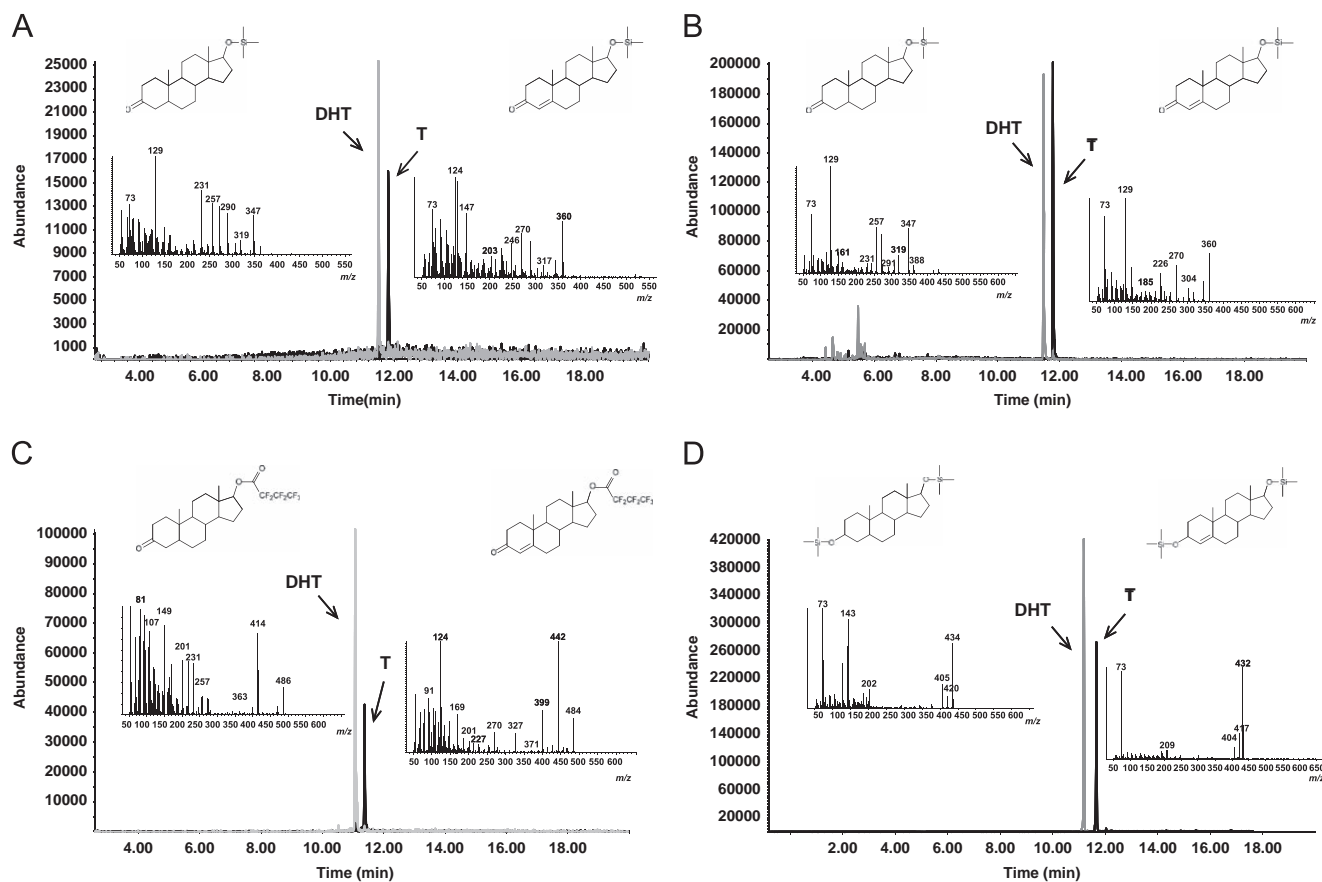 A
O
Si
O
O
Si
O
25000
23000
21000
19000
17000
15000
13000
11000
9000
7000
5000
3000
1000
Abundance
DHT
T
129
73
231
257
290
319
347
50 100 150 200 250 300 350 400 450 500 550
m/z
124
73
147
203
246
270
317
360
50 100 150 200 250 300 350 400 450 500 550
m/z
4.00 6.00 8.00 10.00 12.00 14.00 16.00 18.00
Time(min)
B
O
Si
O
O
Si
O
200000
180000
160000
140000
120000
100000
80000
60000
40000
20000
Abundance
DHT
T
129
73
161
231
257
291
319
347
388
50 100 150 200 250 300 350 400 450 500 550 600
m/z
129
73
185
226
270
304
360
50 100 150 200 250 300 350 400 450 500 550 600
m/z
4.00 6.00 8.00 10.00 12.00 14.00 16.00 18.00
Time (min)
C
O
O
CF2CF2CF3
O
O
O
CF2CF2CF3
O
100000
90000
80000
70000
60000
50000
40000
30000
20000
10000
Abundance
DHT
T
81
107
149
201
231
257
363
414
486
50 100 150 200 250 300 350 400 450 500 550 600
m/z
124
91
169
201
227
270
327
371
399
442
484
50 100 150 200 250 300 350 400 450 500 550 600
m/z
4.00 6.00 8.00 10.00 12.00 14.00 16.00 18.00
Time (min)
D
O
Si
Si
O
O
Si
Si
O
420000
380000
340000
300000
260000
220000
180000
140000
100000
60000
20000
Abundance
DHT
T
73
143
202
405
420
434
50 100 150 200 250 300 350 400 450 500 550 600
m/z
73
209
404
417
432
50 100 150 200 250 300 350 400 450 500 550 600 650
m/z
2.00 4.00 6.00 8.00 10.00 12.00 14.00 16.00 18.00
Time (min)